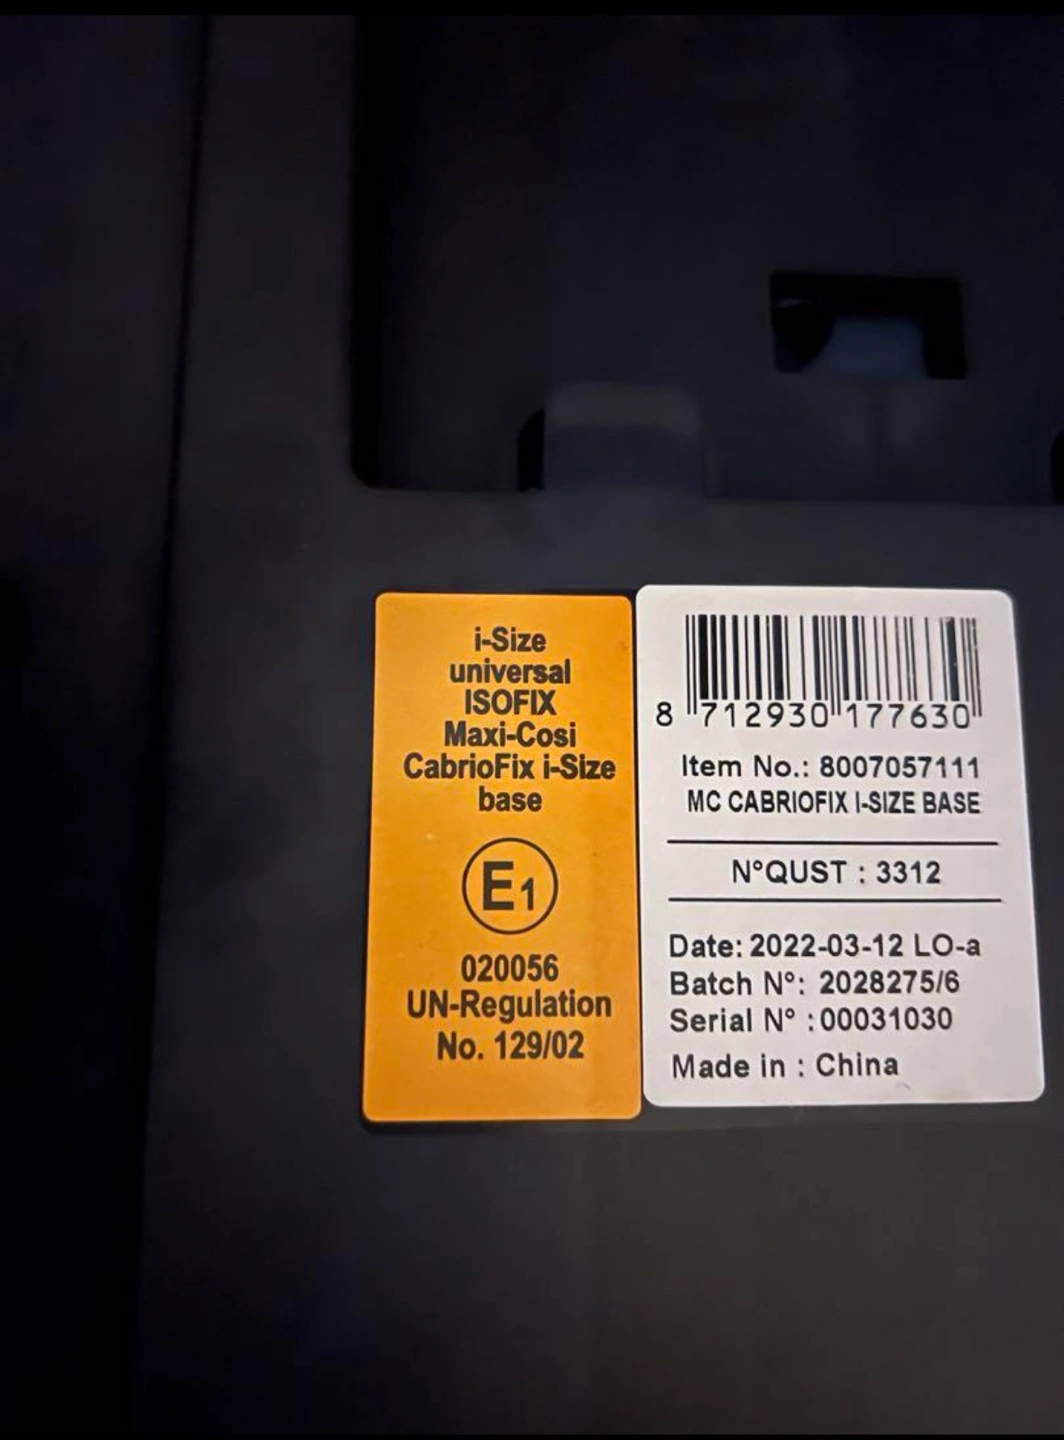 i-Size
universal
ISOFIX
Maxi-Cosi
CabrioFix i-Size
base
E1
020056
UN-Regulation
No. 129/02
8 712930 177630
Item No.: 8007057111
MC CABRIOFIX I-SIZE BASE
N°QUST : 3312
Date: 2022-03-12 LO-a
Batch N°: 2028275/6
Serial N° :00031030
Made in : China